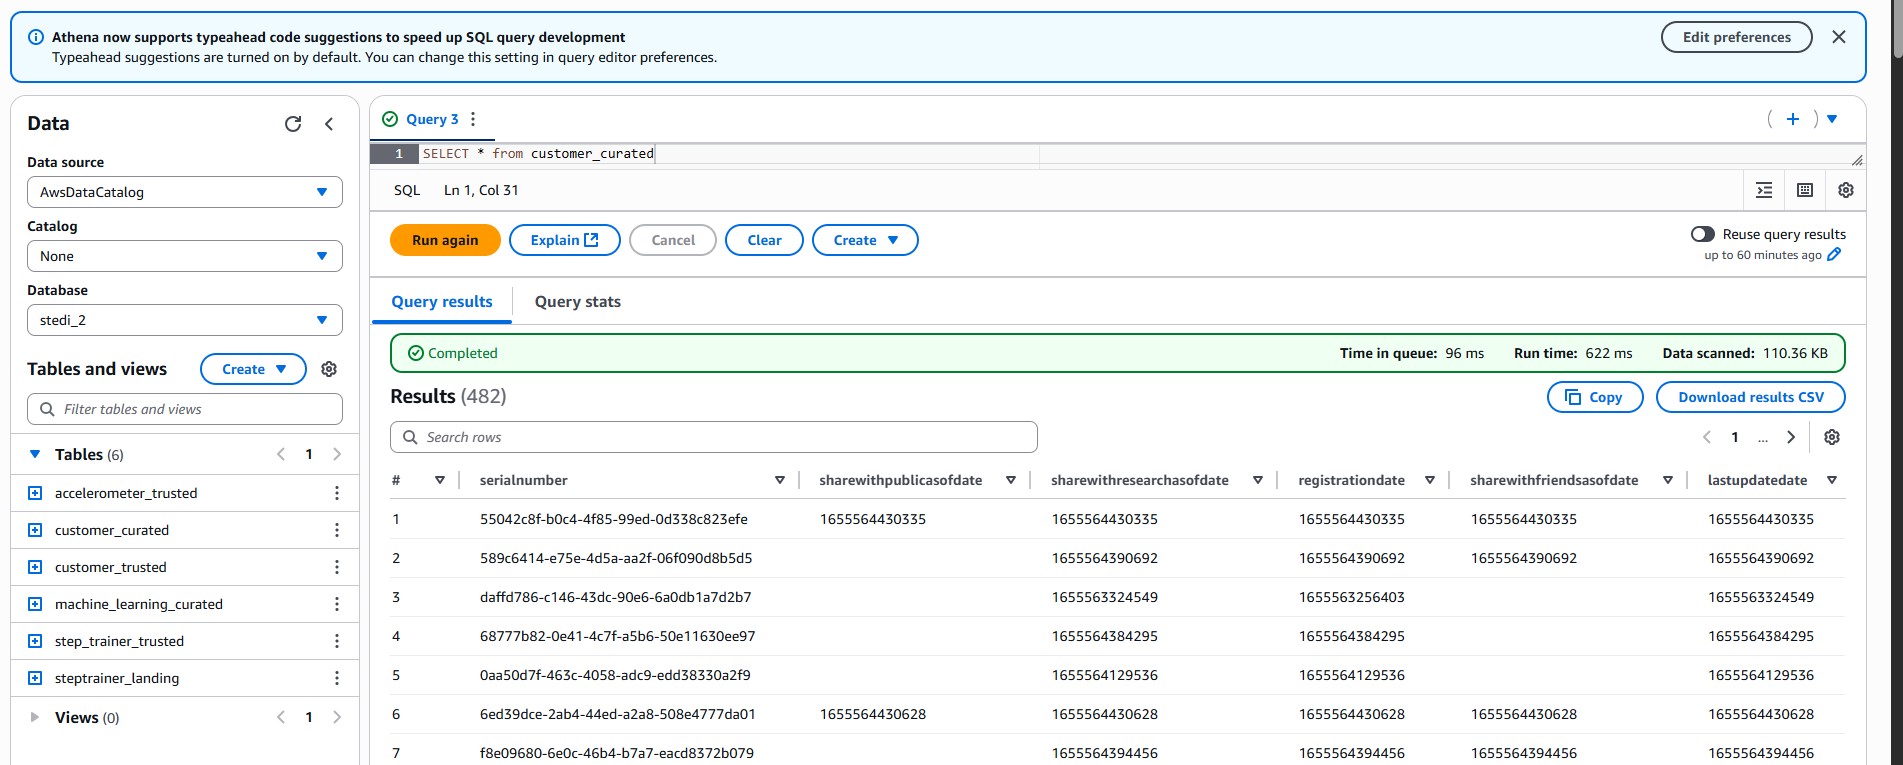 Athena now supports typeahead code suggestions to speed up SQL query development
Typeahead suggestions are turned on by default. You can change this setting in query editor preferences.
Edit preferences
Data
Data source
AwsDataCatalog
Catalog
None
Database
stedi_2
Tables and views
Create
Filter tables and views
Tables (6)
1
accelerometer_trusted
customer_curated
customer_trusted
machine_learning_curated
step_trainer_trusted
steptrainer_landing
Views (0)
1
Query 3
1 SELECT * from customer_curated
SQL Ln 1, Col 31
Run again Explain Cancel Clear Create
Reuse query results
up to 60 minutes ago
Query results Query stats
Completed Time in queue: 96 ms Run time: 622 ms Data scanned: 110.36 KB
Results (482)
Copy Download results CSV
Search rows
1 ...
# serialnumber sharewithpublicasofdate sharewithresearchasofdate registrationdate sharewithfriendsasofdate lastupdatedate
1 55042c8f-b0c4-4f85-99ed-0d338c823efe 1655564430335 1655564430335 1655564430335 1655564430335 1655564430335
2 589c6414-e75e-4d5a-aa2f-06f090d8b5d5 1655564390692 1655564390692 1655564390692 1655564390692
3 daffd786-c146-43dc-90e6-6a0db1a7d2b7 1655563324549 1655563256403 1655563324549
4 68777b82-0e41-4c7f-a5b6-50e11630ee97 1655564384295 1655564384295 1655564384295
5 0aa50d7f-463c-4058-adc9-edd38330a2f9 1655564129536 1655564129536 1655564129536
6 6ed39dce-2ab4-44ed-a2a8-508e4777da01 1655564430628 1655564430628 1655564430628 1655564430628 1655564430628
7 f8e09680-6e0c-46b4-b7a7-eacd8372b079 1655564394456 1655564394456 1655564394456 1655564394456